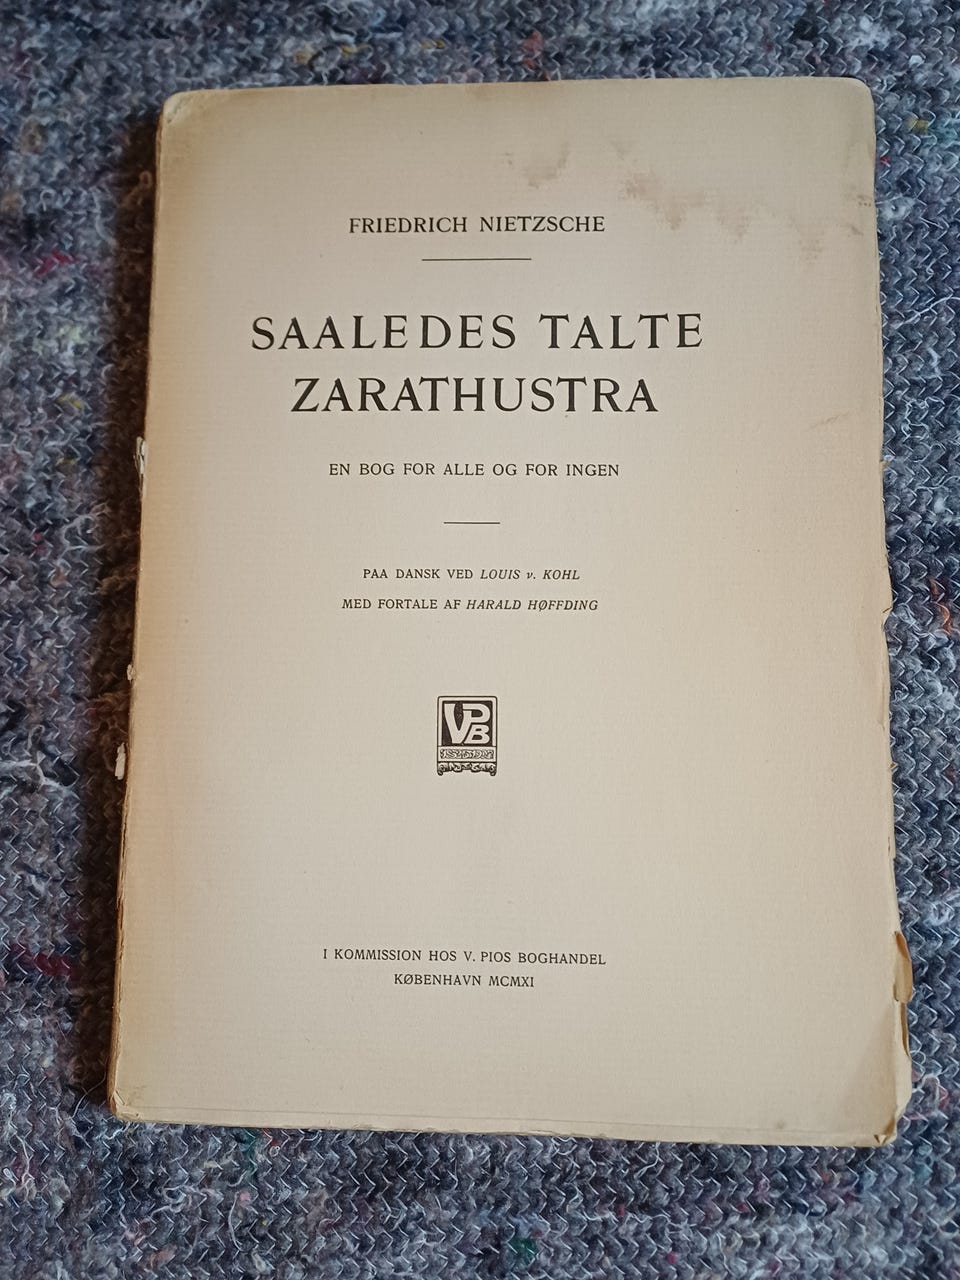 FRIEDRICH NIETZSCHE
SAALEDES TALTE
ZARATHUSTRA
EN BOG FOR ALLE OG FOR INGEN
PAA DANSK VED LOUIS v. KOHL
MED FORTALE AF HARALD HØFFDING
VPB
I KOMMISSION HOS V. PIOS BOGHANDEL
KØBENHAVN MCMXI